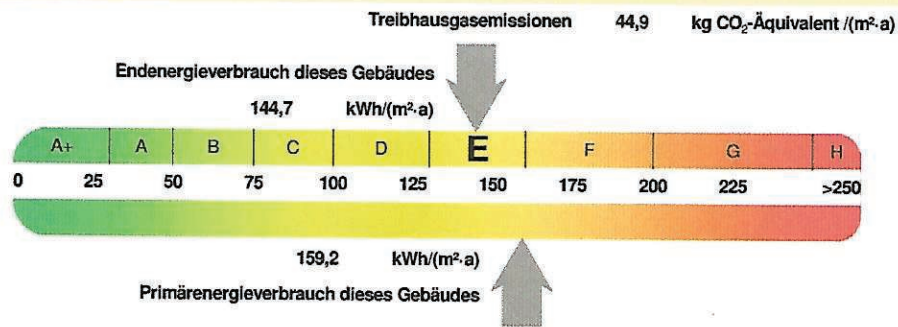 Treibhausgasemissionen 44,9 kg CO₂-Äquivalent /(m²·a)
Endenergieverbrauch dieses Gebäudes
144,7 kWh/(m²·a)
A+ A B C D E F G H
0 25 50 75 100 125 150 175 200 225 >250
159,2 kWh/(m²·a)
Primärenergieverbrauch dieses Gebäudes